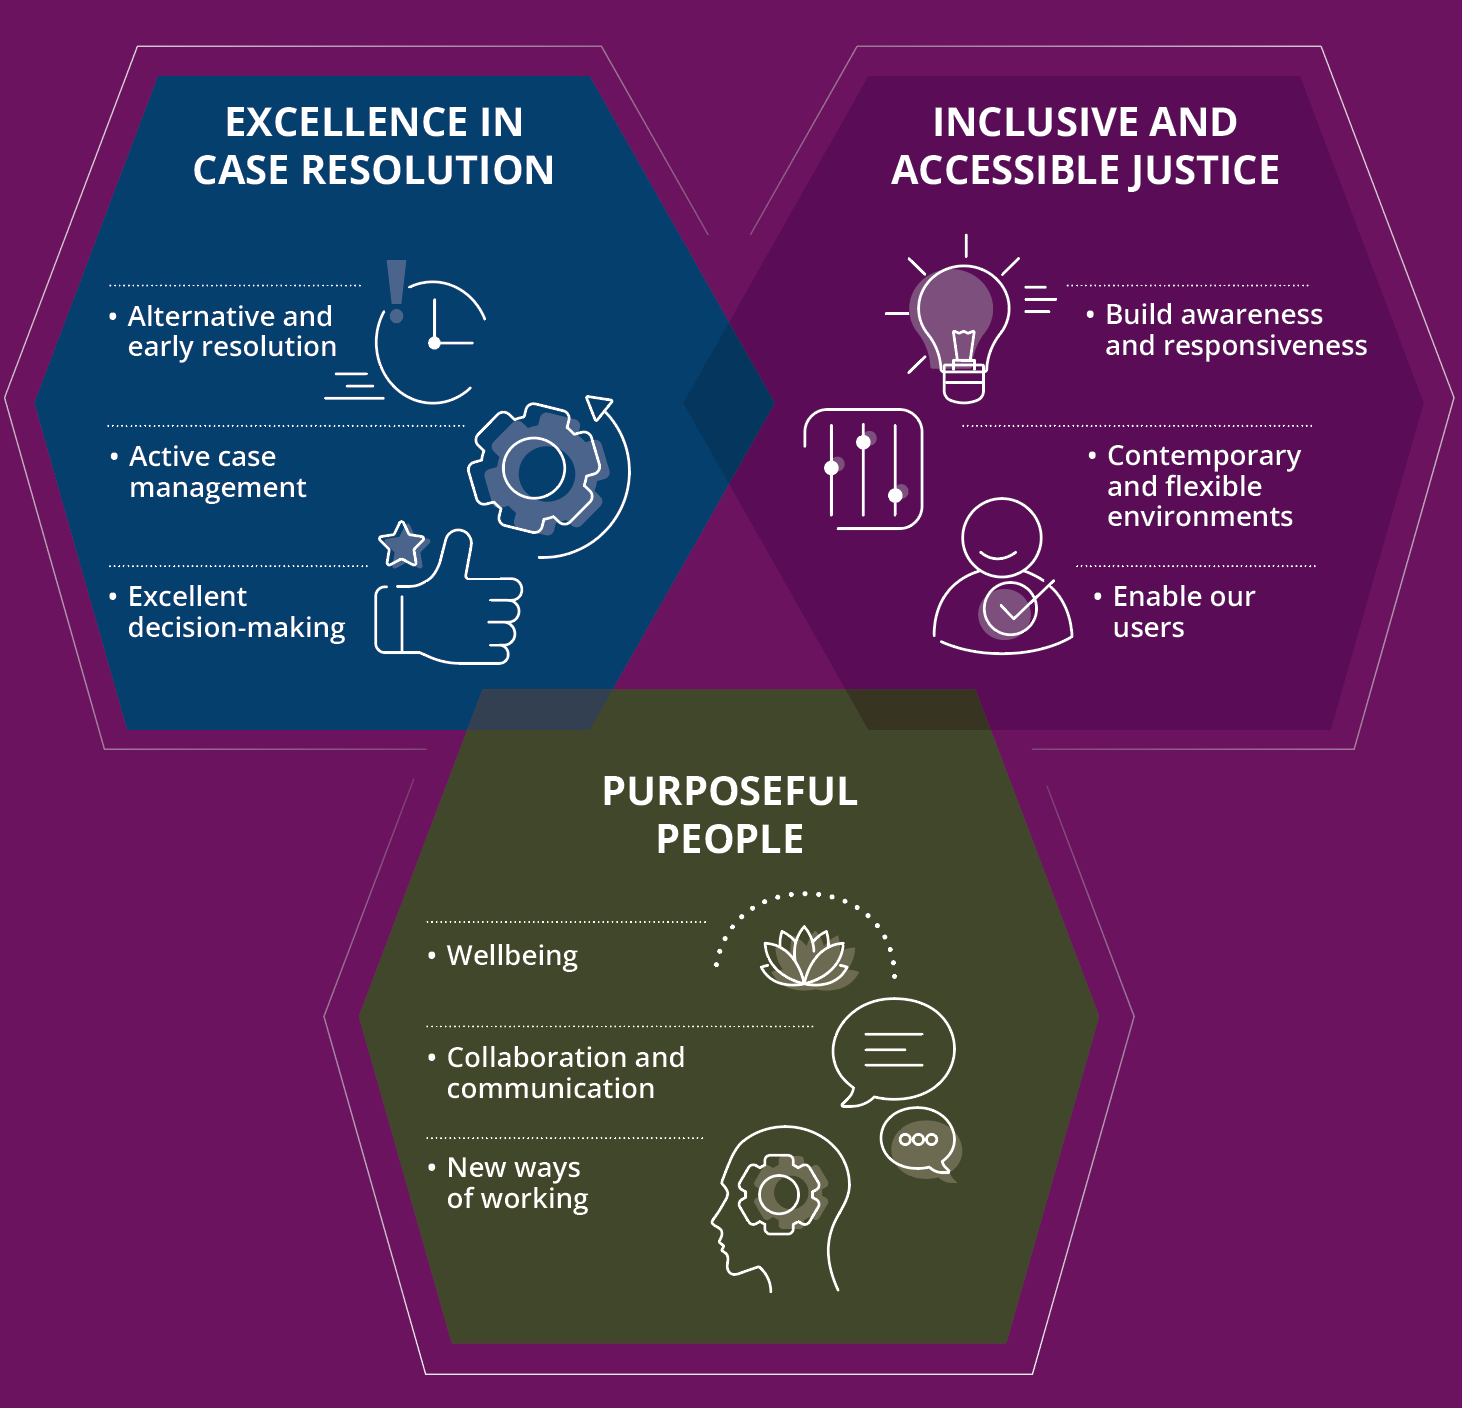 EXCELLENCE IN
CASE RESOLUTION
• Alternative and
early resolution
• Active case
management
• Excellent
decision-making
INCLUSIVE AND
ACCESSIBLE JUSTICE
• Build awareness
and responsiveness
• Contemporary
and flexible
environments
• Enable our
users
PURPOSEFUL
PEOPLE
• Wellbeing
• Collaboration and
communication
• New ways
of working